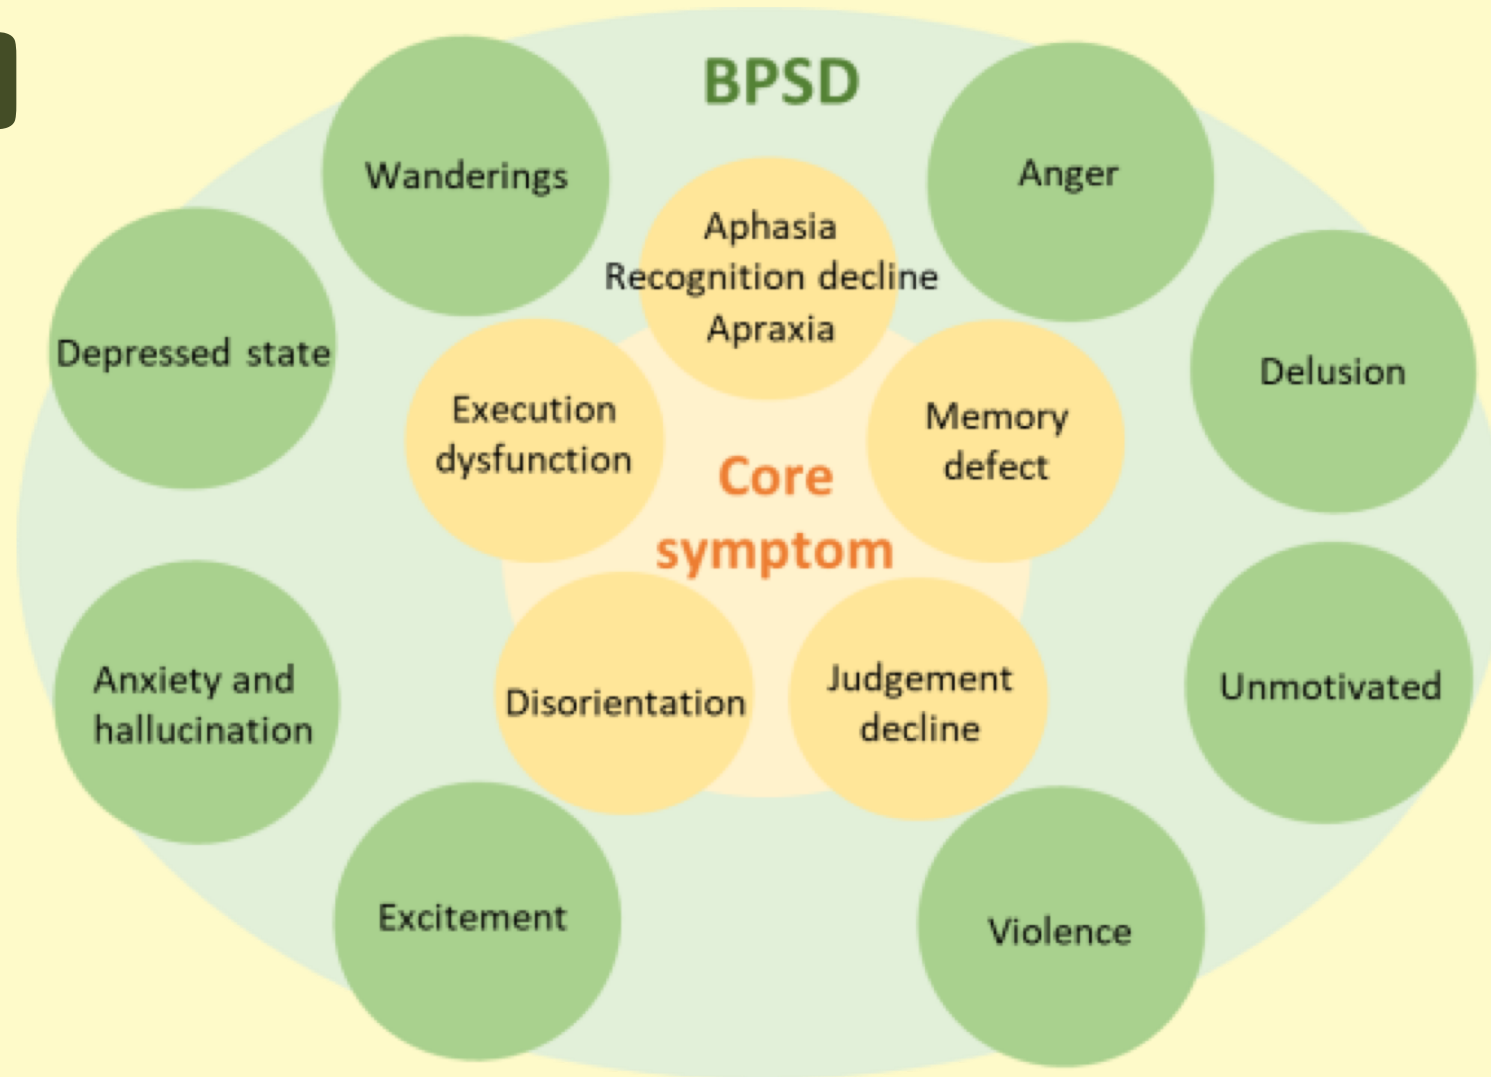 BPSD
Wanderings
Anger
Aphasia
Recognition decline
Apraxia
Depressed state
Delusion
Execution
dysfunction
Memory
defect
Core
symptom
Anxiety and
hallucination
Disorientation
Judgement
decline
Unmotivated
Excitement
Violence